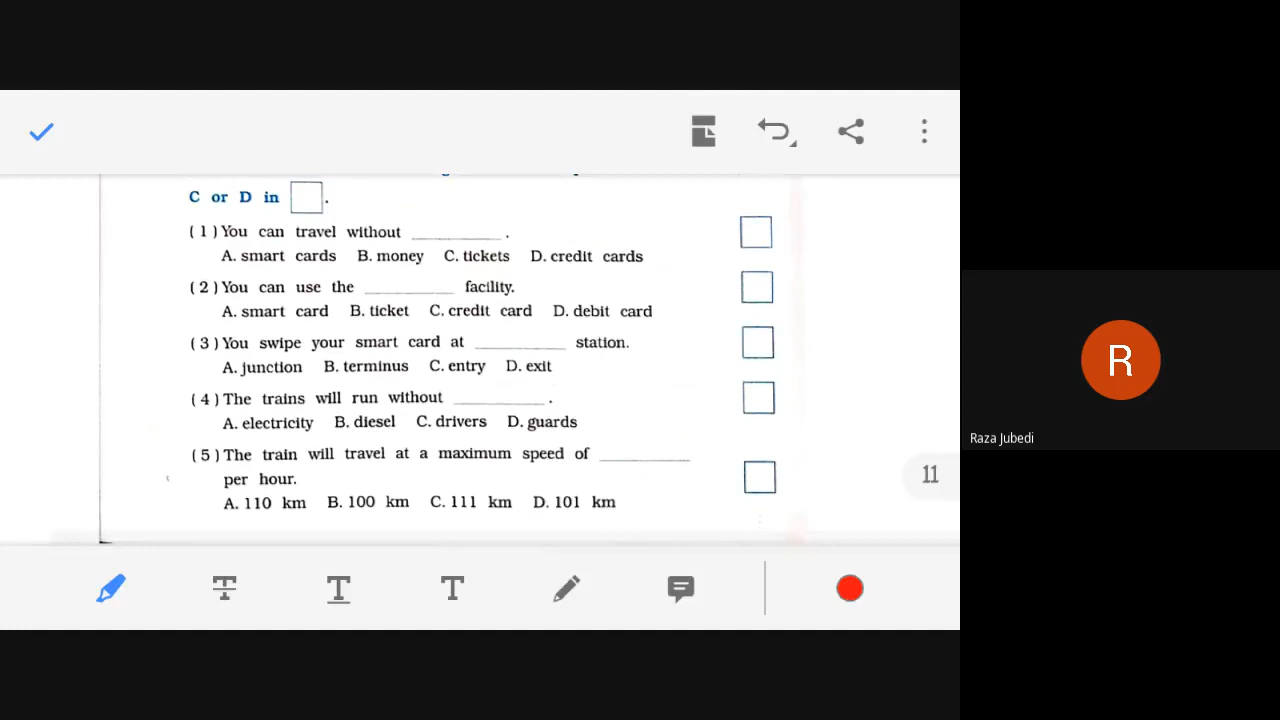 C or D in .
( 1 ) You can travel without ________ .
A. smart cards B. money C. tickets D. credit cards
( 2 ) You can use the ________ facility.
A. smart card B. ticket C. credit card D. debit card
( 3 ) You swipe your smart card at ________ station.
A. junction B. terminus C. entry D. exit
( 4 ) The trains will run without ________ .
A. electricity B. diesel C. drivers D. guards
( 5 ) The train will travel at a maximum speed of ________
per hour.
A. 110 km B. 100 km C. 111 km D. 101 km
11
T T T
R
Raza Jubedi